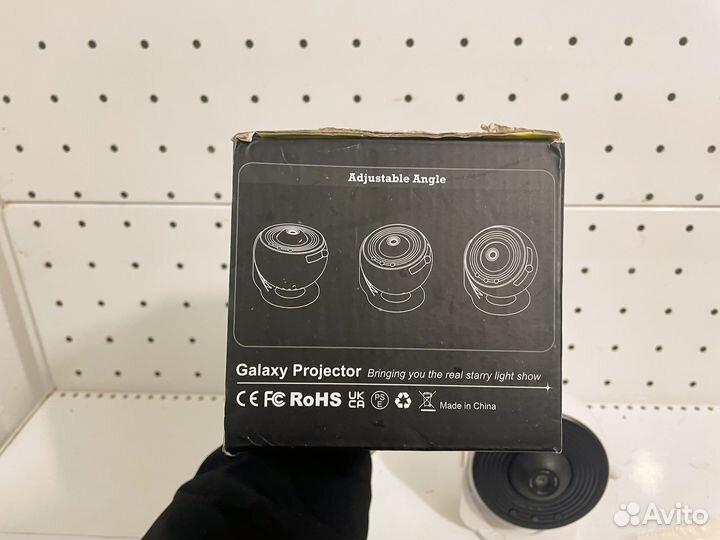 Adjustable Angle
Galaxy Projector Bringing you the real starry light show
CE FC RoHS UK CA PS E Made in China
Avito